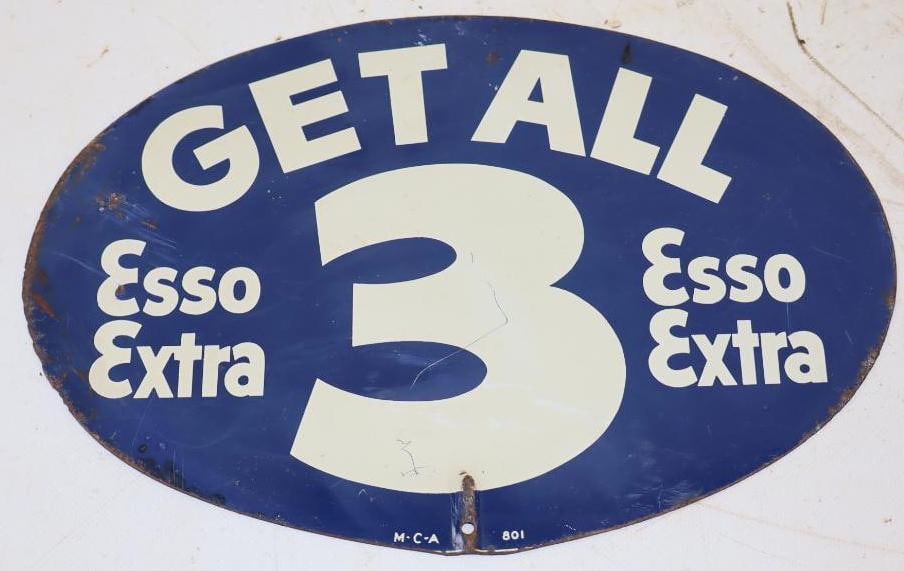 GET ALL
3
Esso
Extra
Esso
Extra
M-C-A 801